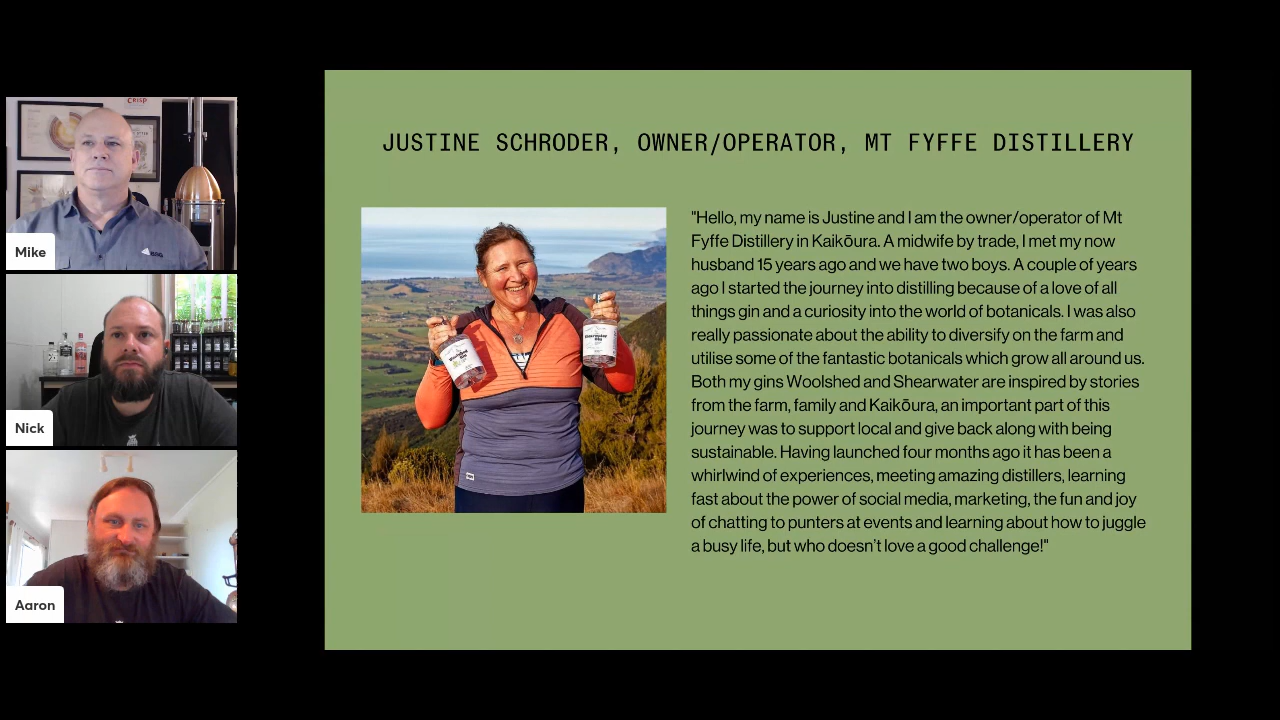 CRISP
Mike
Nick
Aaron
JUSTINE SCHRODER, OWNER/OPERATOR, MT FYFFE DISTILLERY
"Hello, my name is Justine and I am the owner/operator of Mt
Fyffe Distillery in Kaikōura. A midwife by trade, I met my now
husband 15 years ago and we have two boys. A couple of years
ago I started the journey into distilling because of a love of all
things gin and a curiosity into the world of botanicals. I was also
really passionate about the ability to diversify on the farm and
utilise some of the fantastic botanicals which grow all around us.
Both my gins Woolshed and Shearwater are inspired by stories
from the farm, family and Kaikōura, an important part of this
journey was to support local and give back along with being
sustainable. Having launched four months ago it has been a
whirlwind of experiences, meeting amazing distillers, learning
fast about the power of social media, marketing, the fun and joy
of chatting to punters at events and learning about how to juggle
a busy life, but who doesn't love a good challenge!"